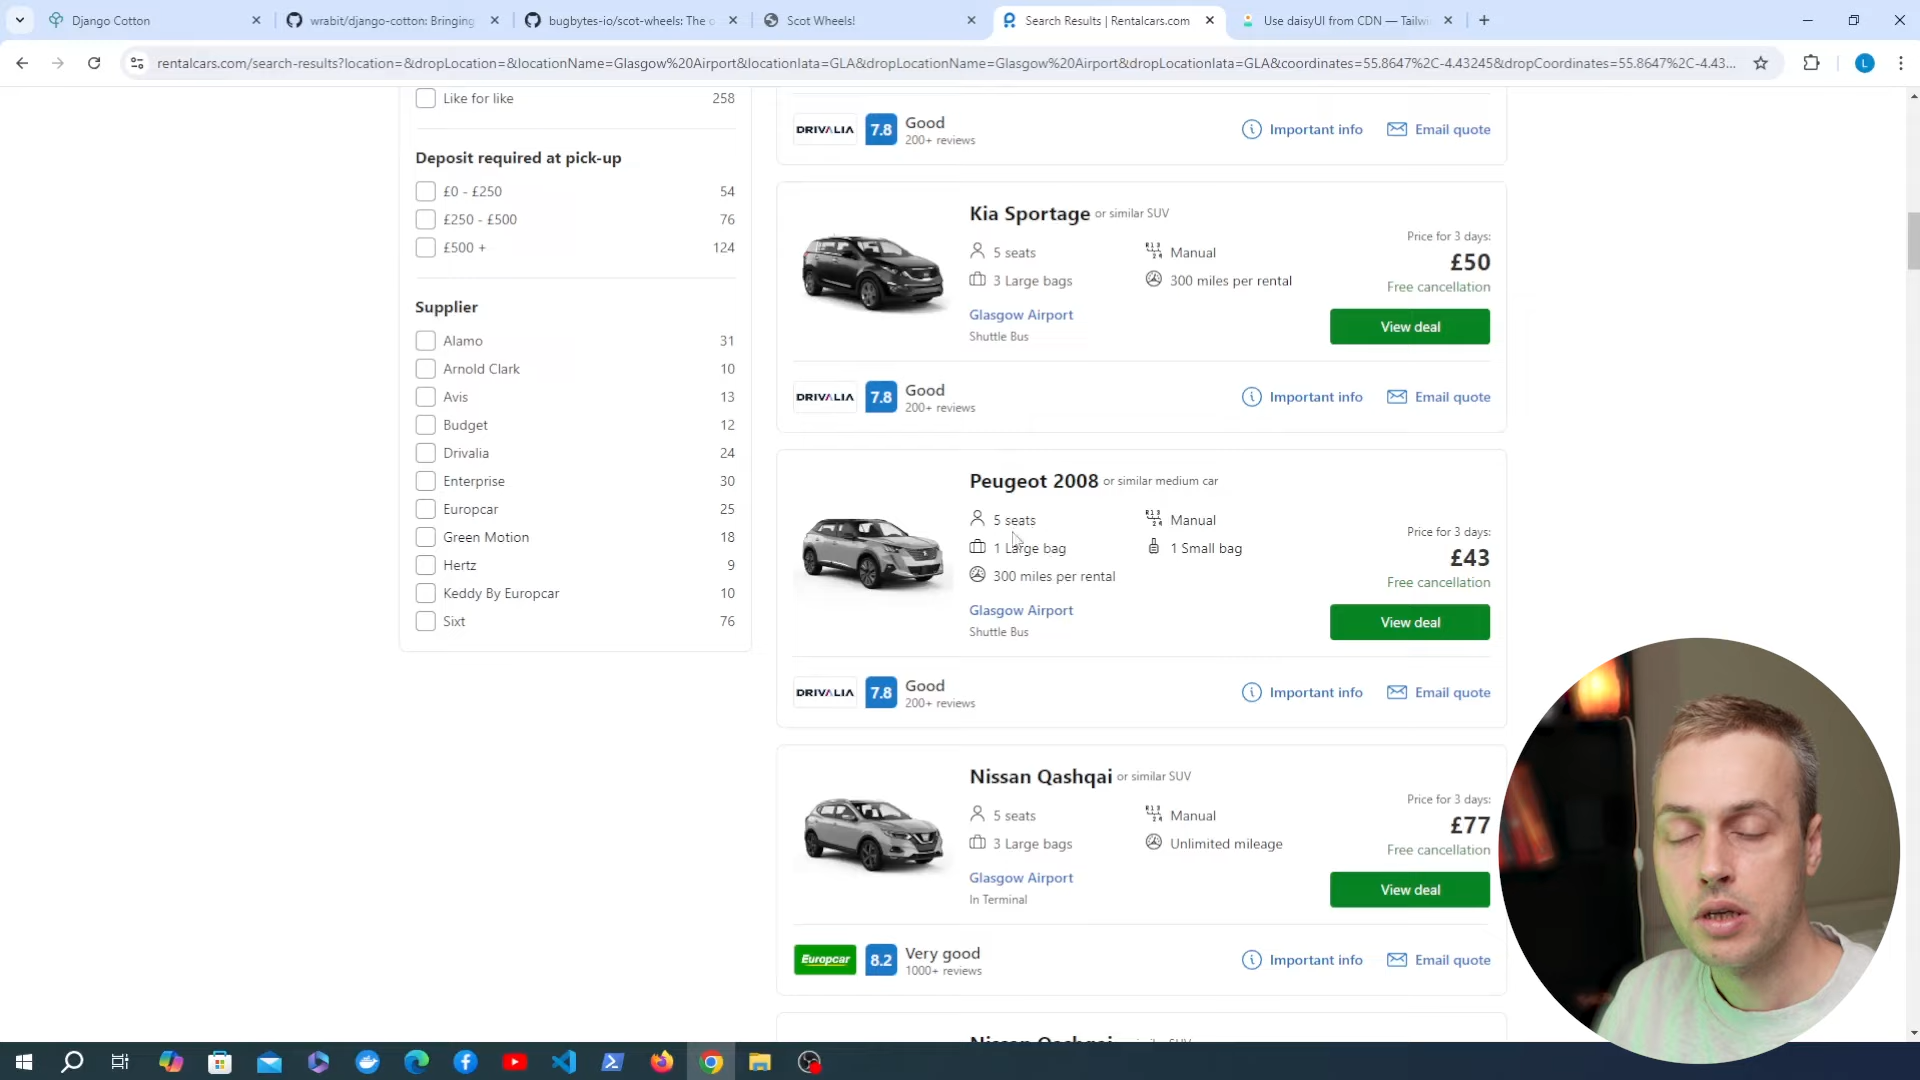 Django Cotton
wrabit/django-cotton: Bringing
bugbytes-io/scot-wheels: The o
Scot Wheels!
Search Results | Rentalcars.com
Use daisyUI from CDN — Tailwi
rentalcars.com/search-results?location=&dropLocation=&locationName=Glasgow%20Airport&locationIata=GLA&dropLocationName=Glasgow%20Airport&dropLocationIata=GLA&coordinates=55.8647%2C-4.43245&dropCoordinates=55.8647%2C-4.43...
L
Like for like 258
Deposit required at pick-up
£0 - £250 54
£250 - £500 76
£500 + 124
Supplier
Alamo 31
Arnold Clark 10
Avis 13
Budget 12
Drivalia 24
Enterprise 30
Europcar 25
Green Motion 18
Hertz 9
Keddy By Europcar 10
Sixt 76
DRIVALIA 7.8 Good
200+ reviews
Important info Email quote
Kia Sportage or similar SUV
5 seats Manual
3 Large bags 300 miles per rental
Glasgow Airport
Shuttle Bus
Price for 3 days:
£50
Free cancellation
View deal
DRIVALIA 7.8 Good
200+ reviews
Important info Email quote
Peugeot 2008 or similar medium car
5 seats Manual
1 Large bag 1 Small bag
300 miles per rental
Glasgow Airport
Shuttle Bus
Price for 3 days:
£43
Free cancellation
View deal
DRIVALIA 7.8 Good
200+ reviews
Important info Email quote
Nissan Qashqai or similar SUV
5 seats Manual
3 Large bags Unlimited mileage
Glasgow Airport
In Terminal
Price for 3 days:
£77
Free cancellation
View deal
Europcar 8.2 Very good
1000+ reviews
Important info Email quote
Nissan Qashqai or similar SUV